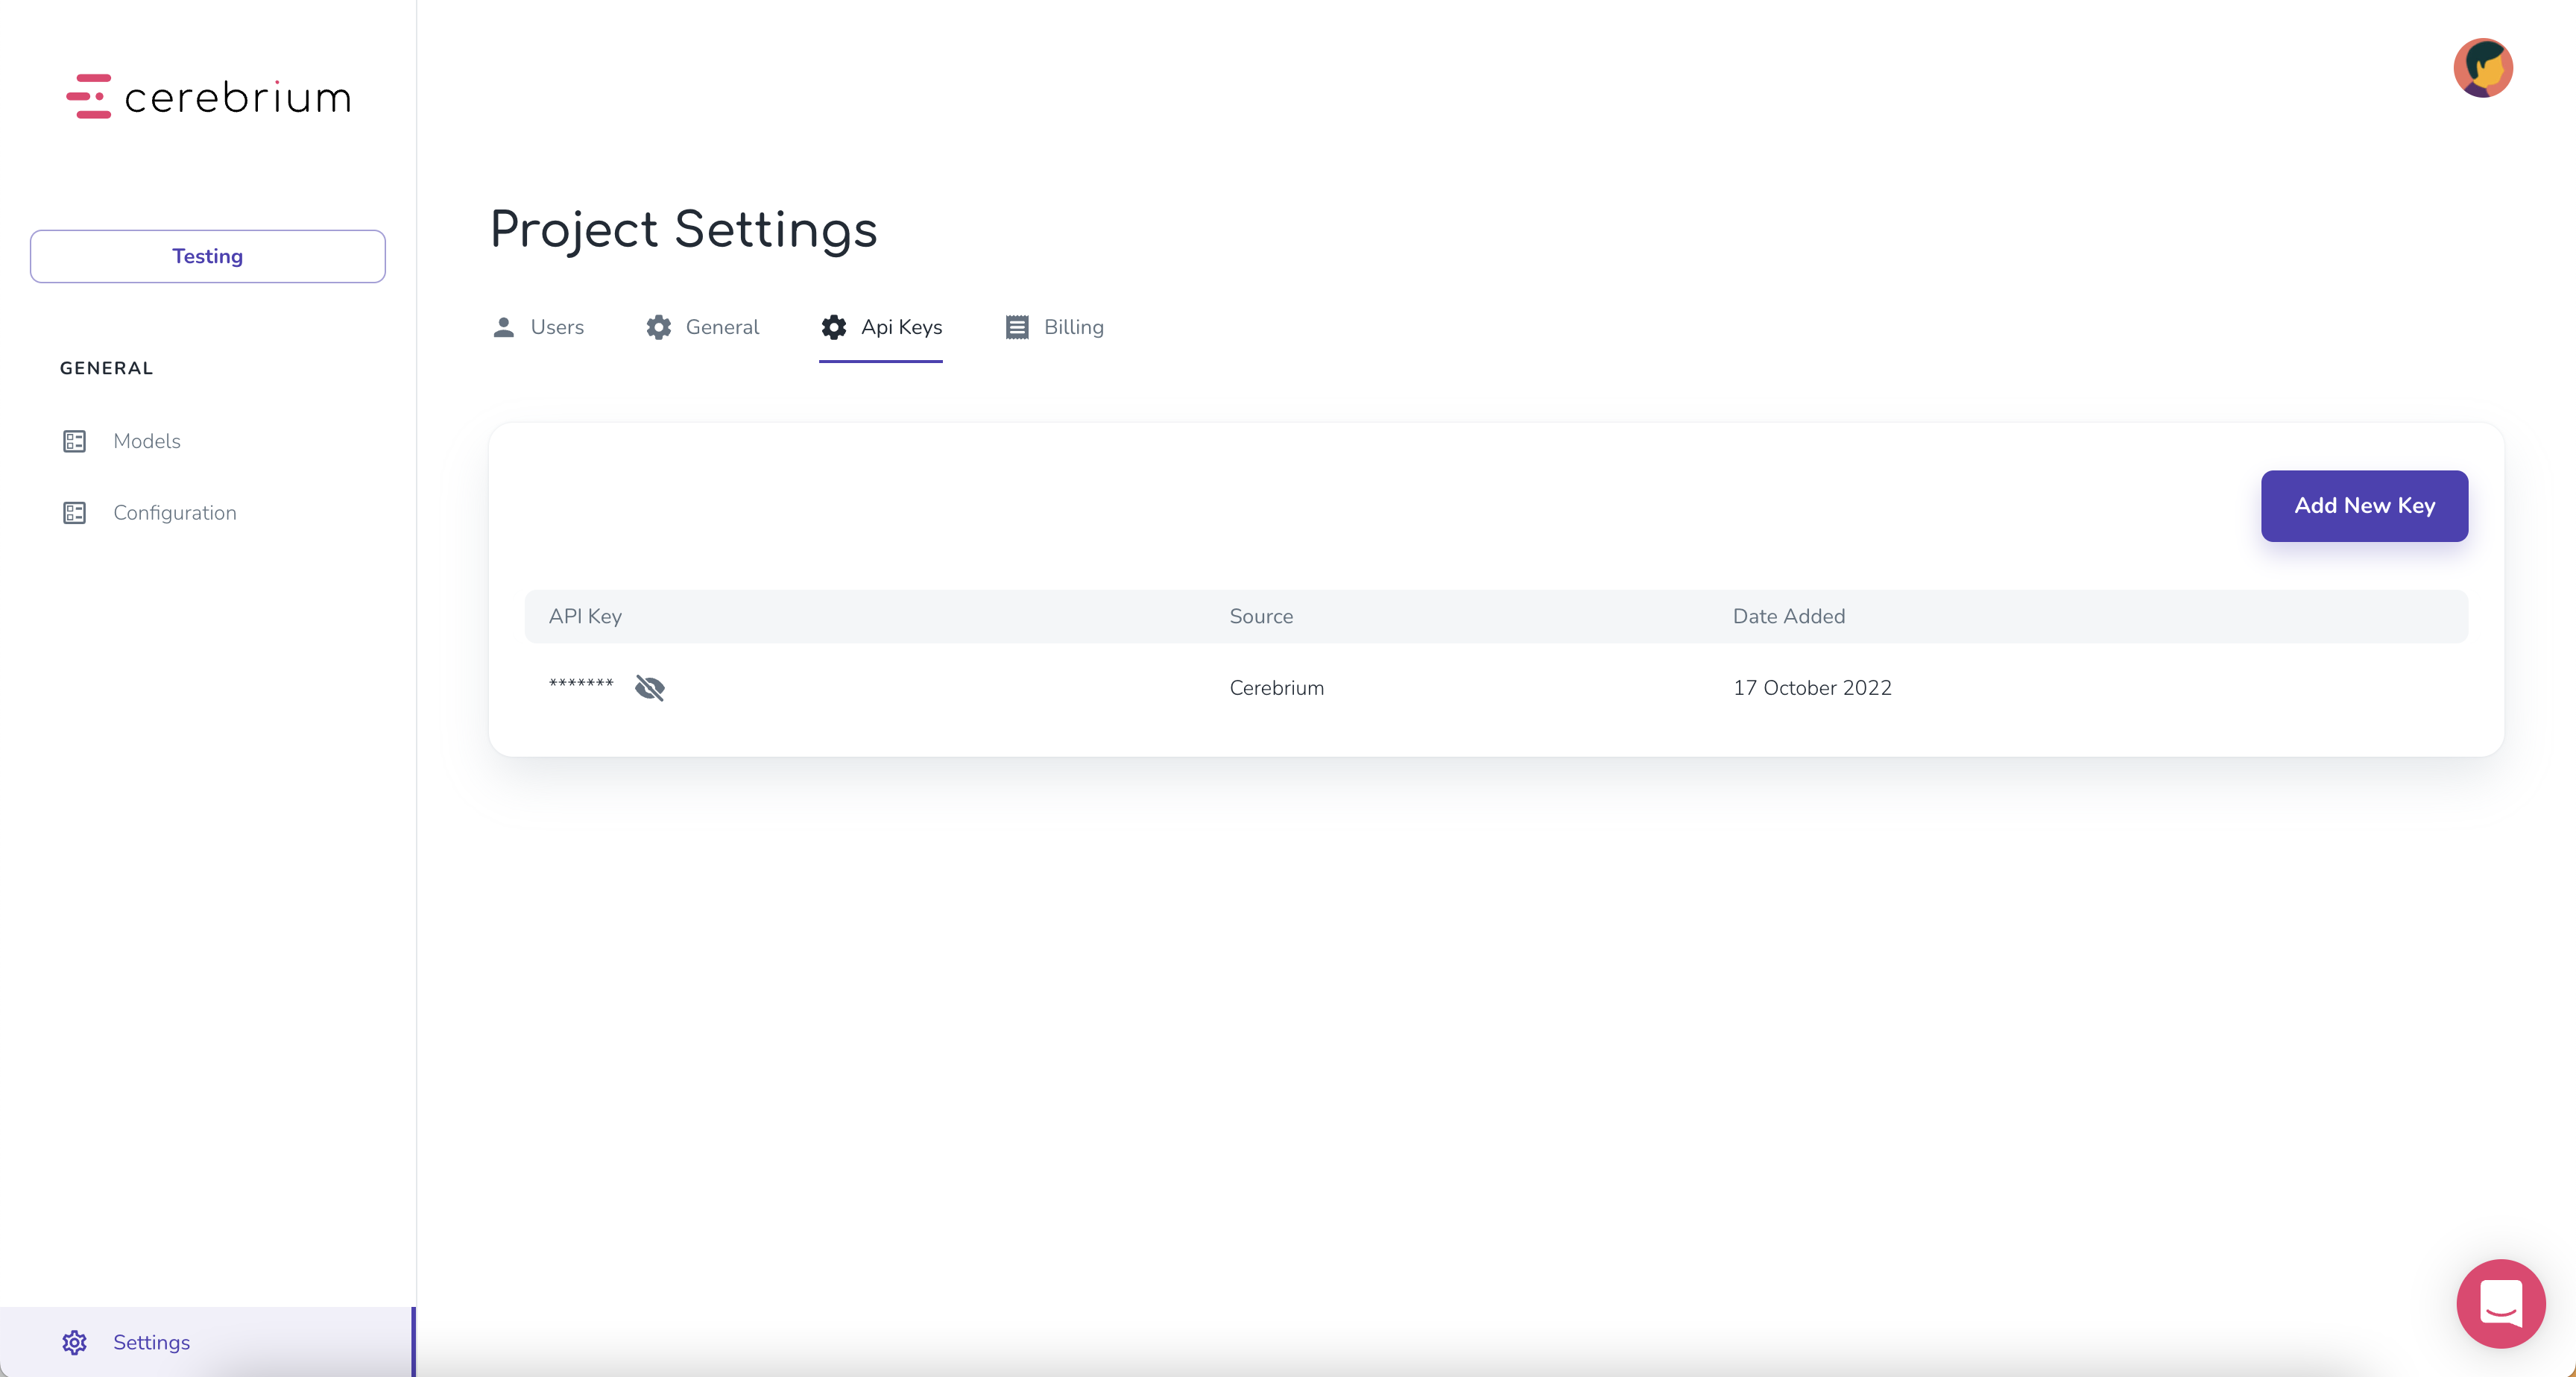 cerebrium
Testing
GENERAL
Models
Configuration
Settings
Project Settings
Users General Api Keys Billing
Add New Key
API Key Source Date Added
******* Cerebrium 17 October 2022